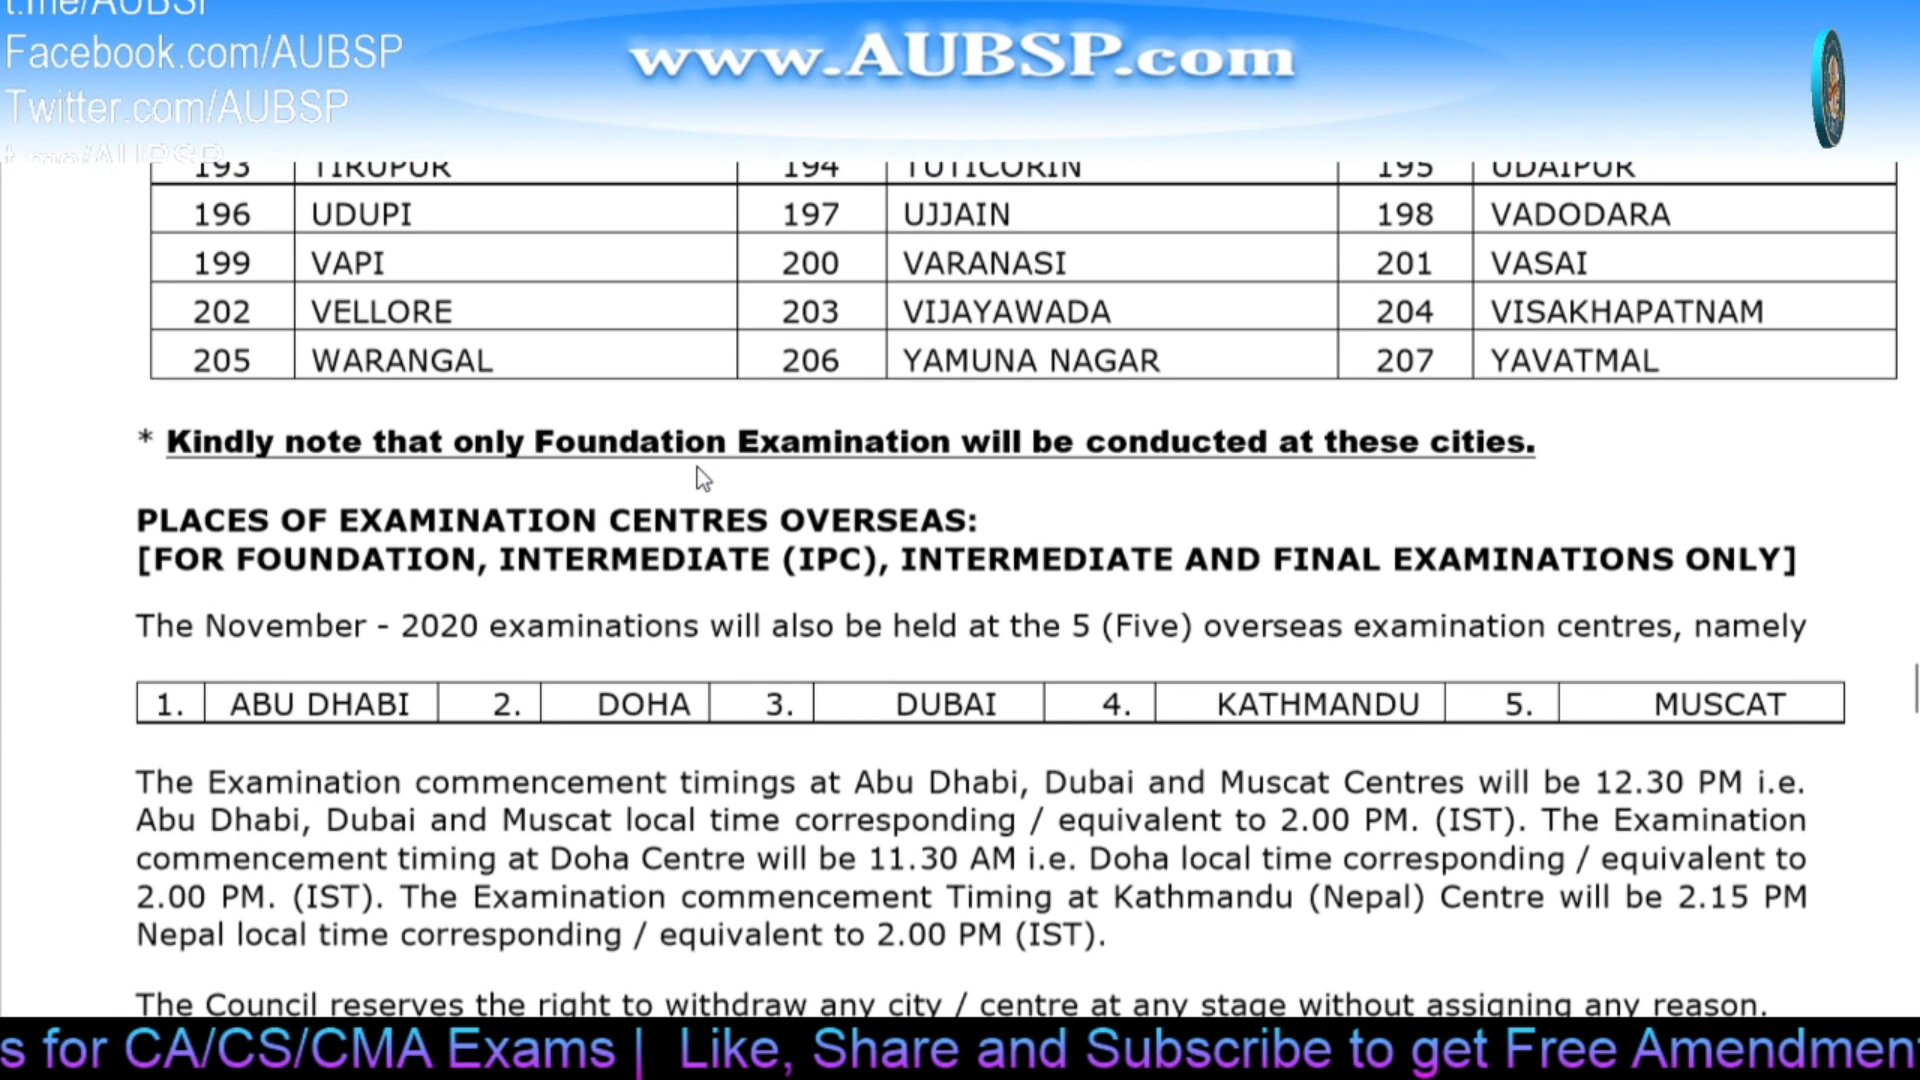 t.me/AUBSP
Facebook.com/AUBSP
Twitter.com/AUBSP
t.me/AUBSP
www.AUBSP.com
193 TIRUPUR 194 TUTICORIN 195 UDAIPUR
196 UDUPI 197 UJJAIN 198 VADODARA
199 VAPI 200 VARANASI 201 VASAI
202 VELLORE 203 VIJAYAWADA 204 VISAKHAPATNAM
205 WARANGAL 206 YAMUNA NAGAR 207 YAVATMAL
* Kindly note that only Foundation Examination will be conducted at these cities.
PLACES OF EXAMINATION CENTRES OVERSEAS:
[FOR FOUNDATION, INTERMEDIATE (IPC), INTERMEDIATE AND FINAL EXAMINATIONS ONLY]
The November - 2020 examinations will also be held at the 5 (Five) overseas examination centres, namely
1. ABU DHABI 2. DOHA 3. DUBAI 4. KATHMANDU 5. MUSCAT
The Examination commencement timings at Abu Dhabi, Dubai and Muscat Centres will be 12.30 PM i.e.
Abu Dhabi, Dubai and Muscat local time corresponding / equivalent to 2.00 PM. (IST). The Examination
commencement timing at Doha Centre will be 11.30 AM i.e. Doha local time corresponding / equivalent to
2.00 PM. (IST). The Examination commencement Timing at Kathmandu (Nepal) Centre will be 2.15 PM
Nepal local time corresponding / equivalent to 2.00 PM (IST).
The Council reserves the right to withdraw any city / centre at any stage without assigning any reason.
s for CA/CS/CMA Exams | Like, Share and Subscribe to get Free Amendmen